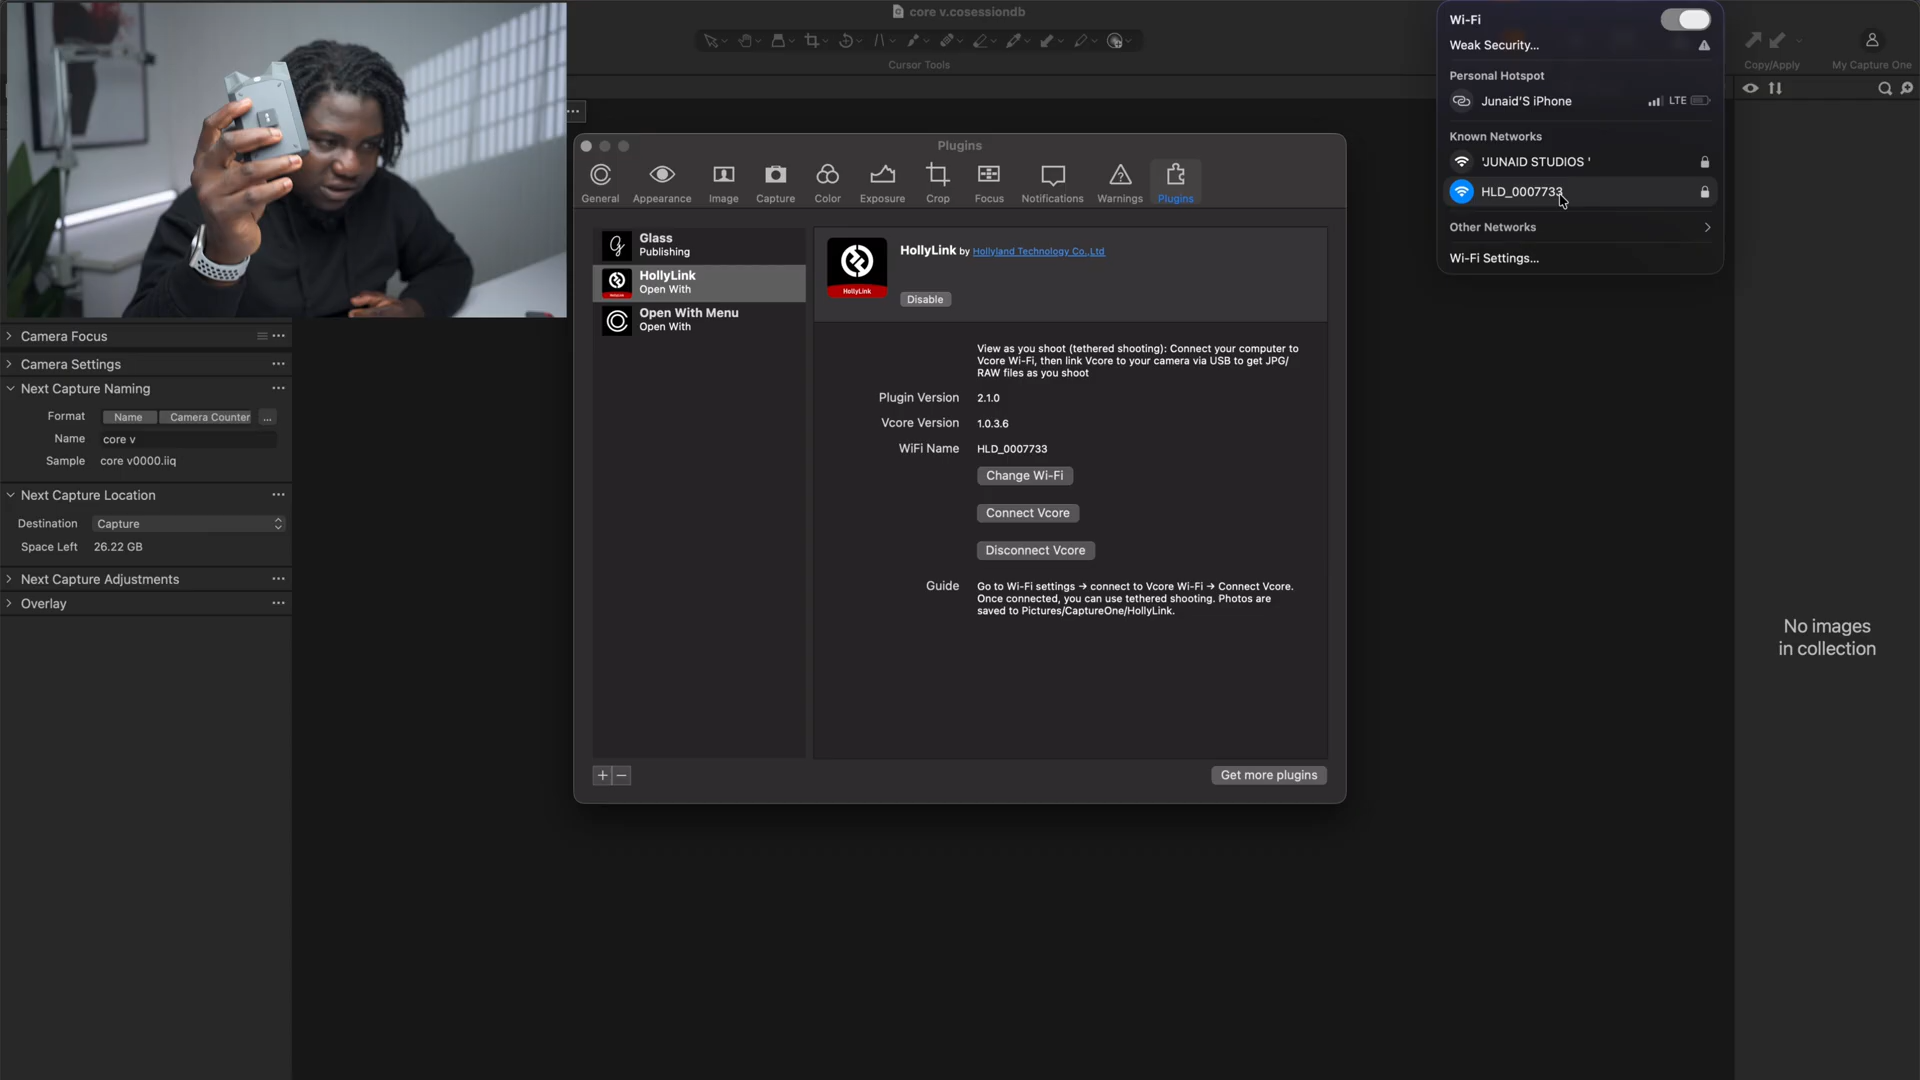 core v.cosessiondb
Cursor Tools
Copy/Apply
My Capture One
Wi-Fi
Weak Security...
Personal Hotspot
Junaid'S iPhone
LTE
Known Networks
'JUNAID STUDIOS '
HLD_0007733
Other Networks
Wi-Fi Settings...
Plugins
General
Appearance
Image
Capture
Color
Exposure
Crop
Focus
Notifications
Warnings
Plugins
Glass
Publishing
HollyLink
Open With
Open With Menu
Open With
HollyLink
HollyLink by Hollyland Technology Co.,Ltd
Disable
View as you shoot (tethered shooting): Connect your computer to
Vcore Wi-Fi, then link Vcore to your camera via USB to get JPG/
RAW files as you shoot
Plugin Version 2.1.0
Vcore Version 1.0.3.6
WiFi Name HLD_0007733
Change Wi-Fi
Connect Vcore
Disconnect Vcore
Guide Go to Wi-Fi settings → connect to Vcore Wi-Fi → Connect Vcore.
Once connected, you can use tethered shooting. Photos are
saved to Pictures/CaptureOne/HollyLink.
+ −
Get more plugins
Camera Focus
Camera Settings
Next Capture Naming
Format Name Camera Counter ...
Name core v
Sample core v0000.iiq
Next Capture Location
Destination Capture
Space Left 26.22 GB
Next Capture Adjustments
Overlay
No images
in collection